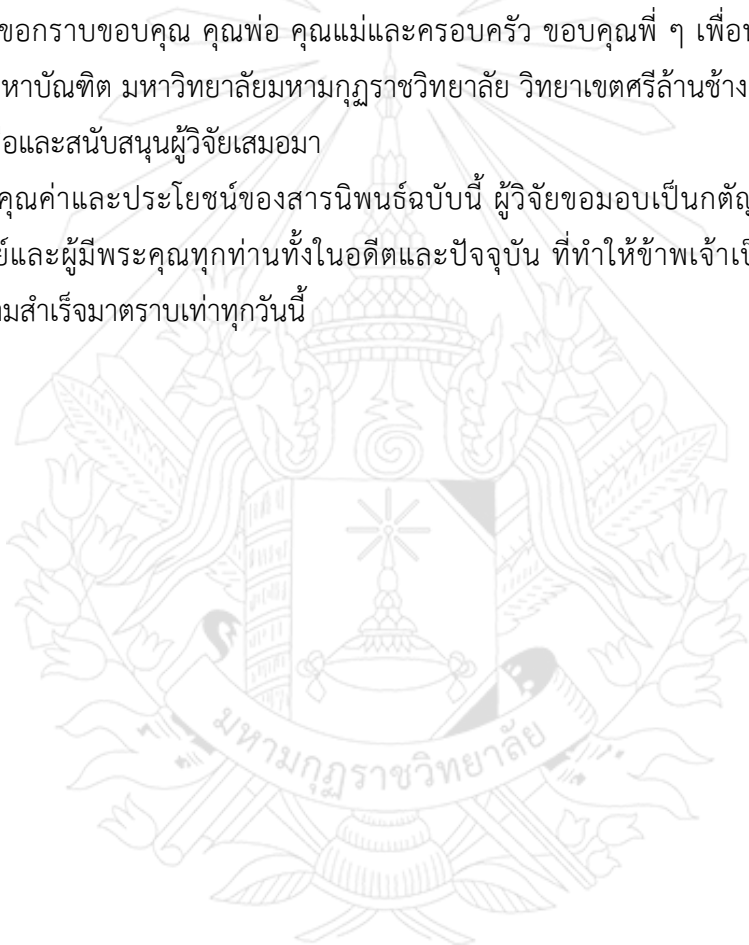 ขอกราบขอบคุณ คุณพ่อ คุณแม่และครอบครัว ขอบคุณพี่ ๆ
หาบัณฑิต มหาวิทยาลัยมหามกุฏราชวิทยาลัย วิทยาเขตศรีล้านช้าง
อและสนับสนุนผู้วิจัยเสมอมา
คุณค่าและประโยชน์ของสารนิพนธ์ฉบับนี้ ผู้วิจัยขอมอบเป็นกตัญ
ย์และผู้มีพระคุณทุกท่านทั้งในอดีตและปัจจุบัน ที่ทำให้ข้าพเจ้าเป็
ามสำเร็จมาตราบเท่าทุกวันนี้
มหามกุฏราชวิทยาลัย